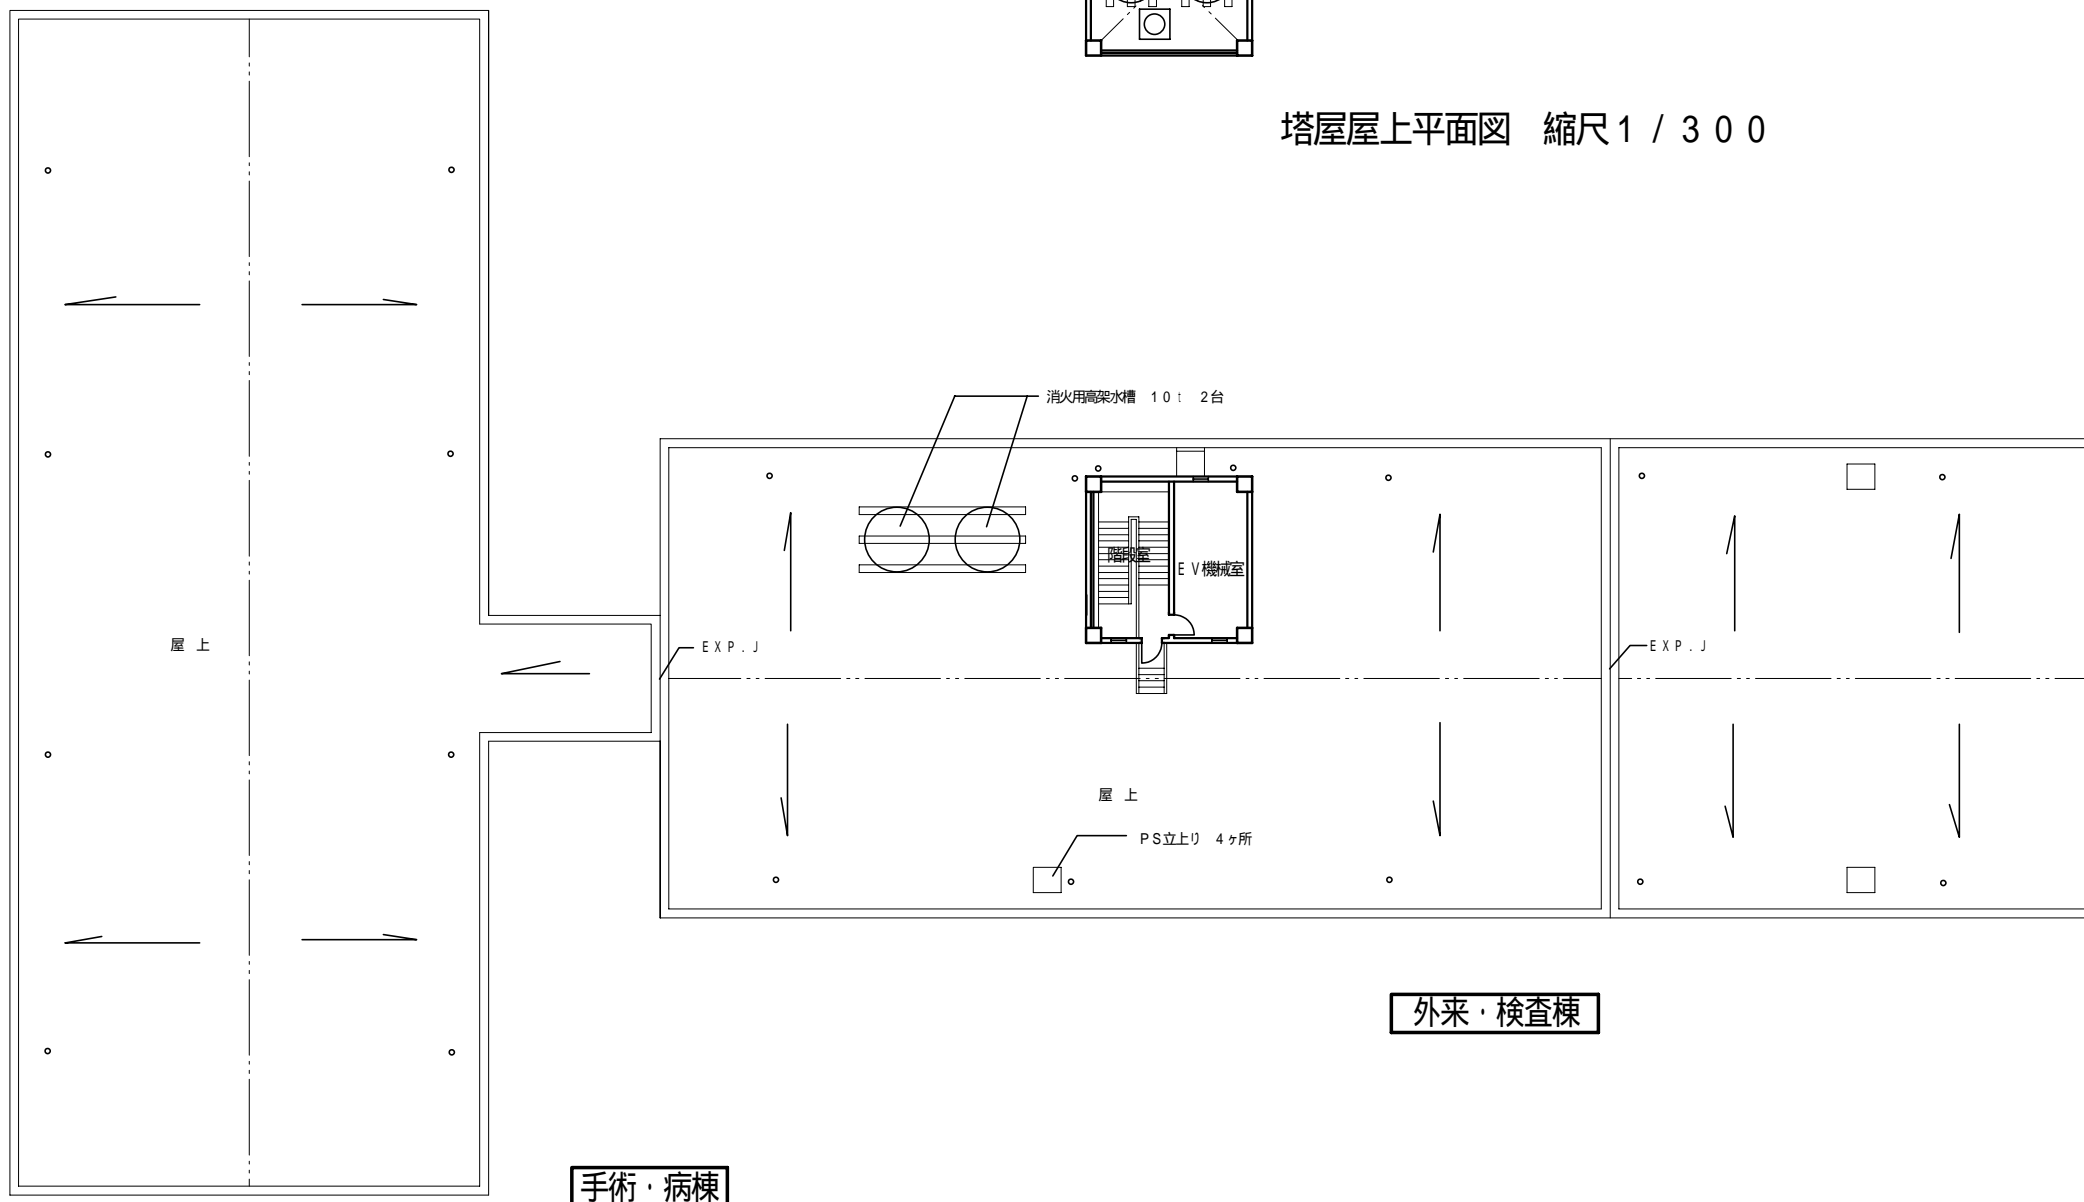 塔屋屋上平面図　縮尺１／３００
消火用高架水槽　１０ｔ　２台
階段室
ＥＶ機械室
屋 上
ＥＸＰ．Ｊ
ＥＸＰ．Ｊ
屋 上
ＰＳ立上り　４ヶ所
外来・検査棟
手術・病棟